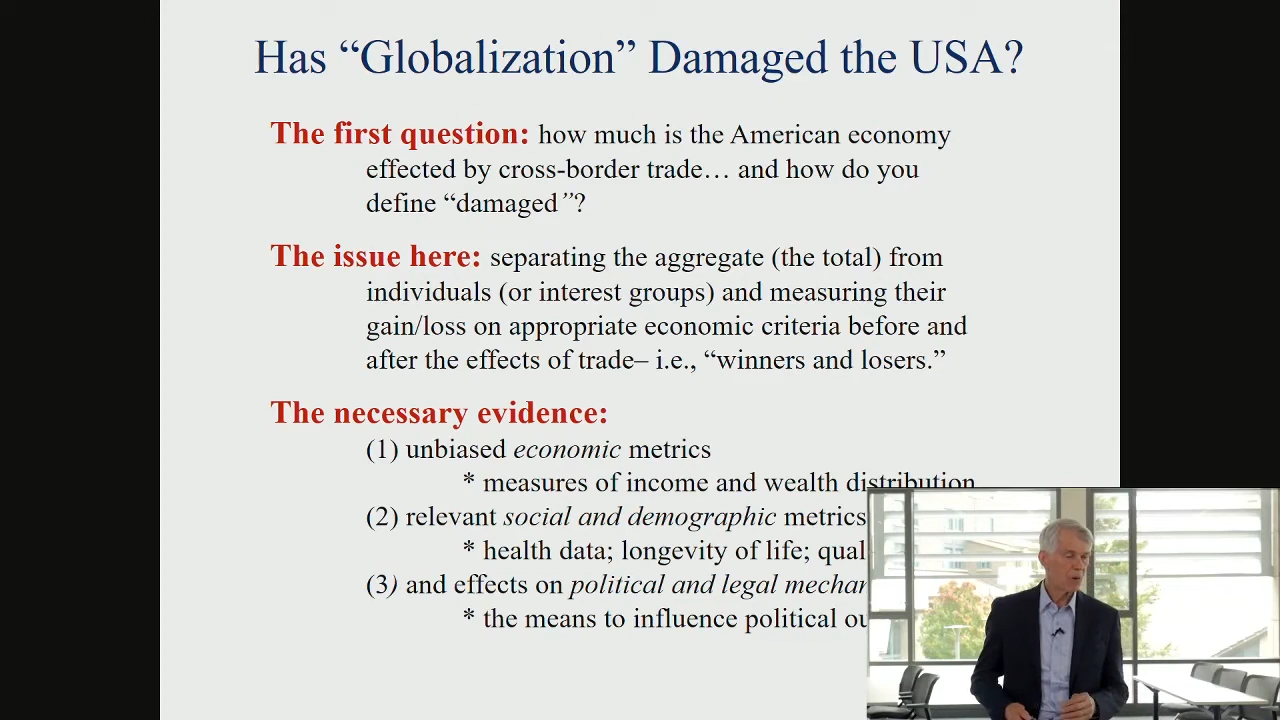 Has “Globalization” Damaged the USA?
The first question: how much is the American economy
effected by cross-border trade… and how do you
define “damaged”?
The issue here: separating the aggregate (the total) from
individuals (or interest groups) and measuring their
gain/loss on appropriate economic criteria before and
after the effects of trade– i.e., “winners and losers.”
The necessary evidence:
(1) unbiased economic metrics
* measures of income and wealth distribution
(2) relevant social and demographic metrics
* health data; longevity of life;
(3) and effects on political and legal
* the means to influence political